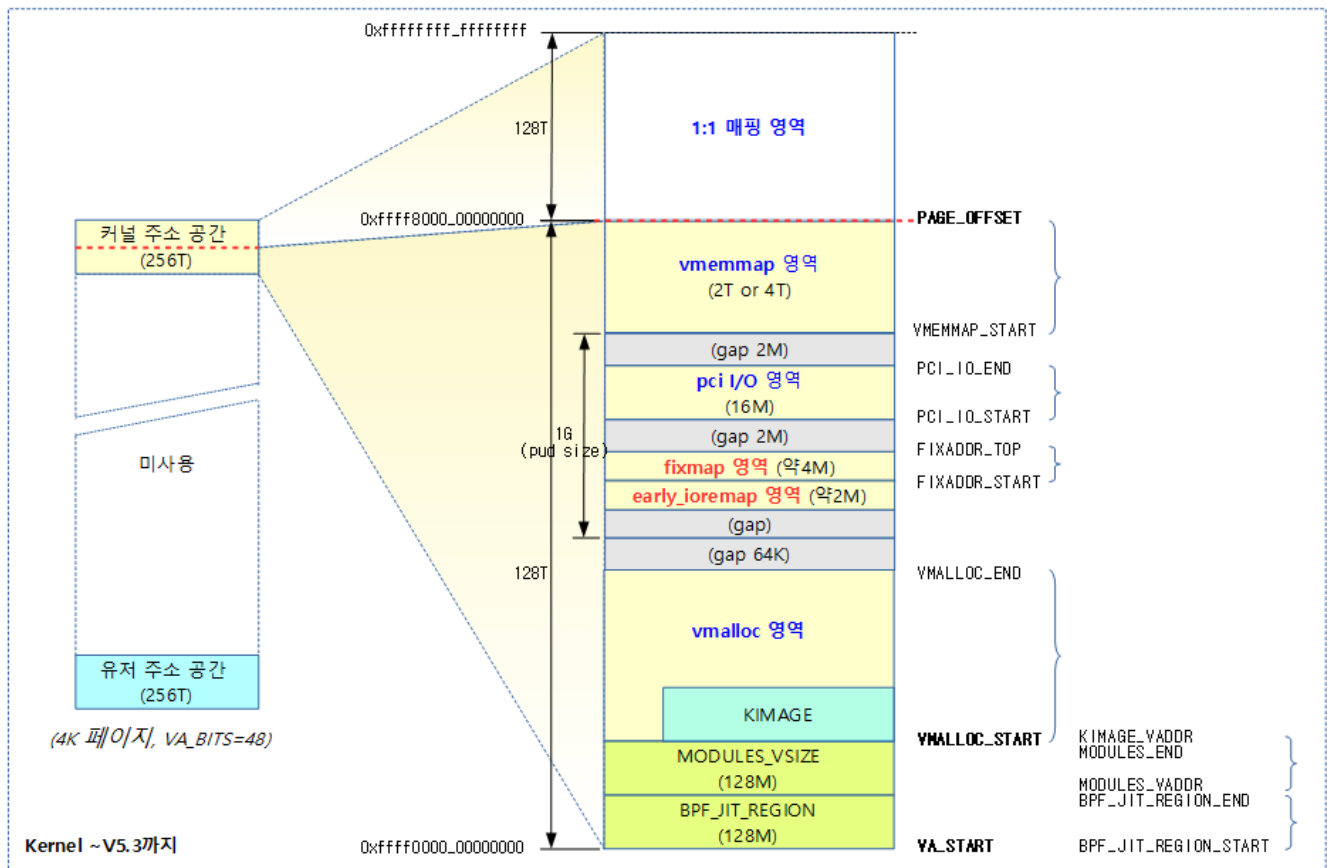 0xffffffff_ffffffff
128T
1:1 매핑 영역
0xffff8000_00000000
PAGE_OFFSET
커널 주소 공간
(256T)
vmemmap 영역
(2T or 4T)
VMEMMAP_START
(gap 2M)
PCI_IO_END
pci I/O 영역
(16M)
PCI_IO_START
1G
(pud size)
(gap 2M)
FIXADDR_TOP
fixmap 영역 (약4M)
FIXADDR_START
early_ioremap 영역 (약2M)
(gap)
(gap 64K)
128T
VMALLOC_END
미사용
vmalloc 영역
유저 주소 공간
(256T)
(4K 페이지, VA_BITS=48)
KIMAGE
VMALLOC_START
KIMAGE_VADDR
MODULES_END
MODULES_VSIZE
(128M)
MODULES_VADDR
BPF_JIT_REGION_END
BPF_JIT_REGION
(128M)
Kernel ~V5.3까지
0xffff0000_00000000
VA_START
BPF_JIT_REGION_START